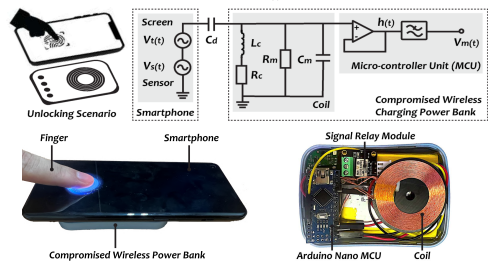 Screen
Vt(t)
Vs(t)
Sensor
Smartphone
Cd
Lc
Rc
Rm
Cm
Coil
h(t)
Vm(t)
Micro-controller Unit (MCU)
Compromised Wireless
Charging Power Bank
Unlocking Scenario
Finger
Smartphone
Compromised Wireless Power Bank
Signal Relay Module
Arduino Nano MCU
Coil